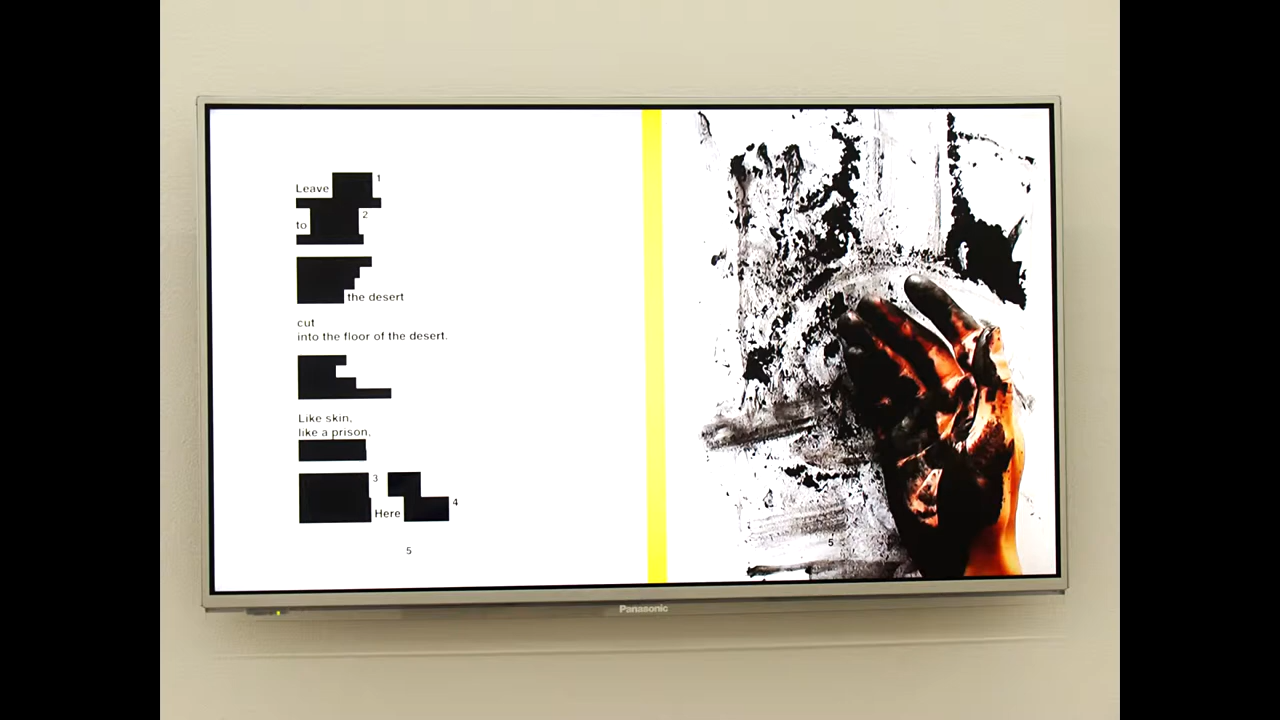 Leave 1
to 2
the desert
cut
into the floor of the desert.
Like skin,
like a prison,
3
Here 4
5
5
Panasonic